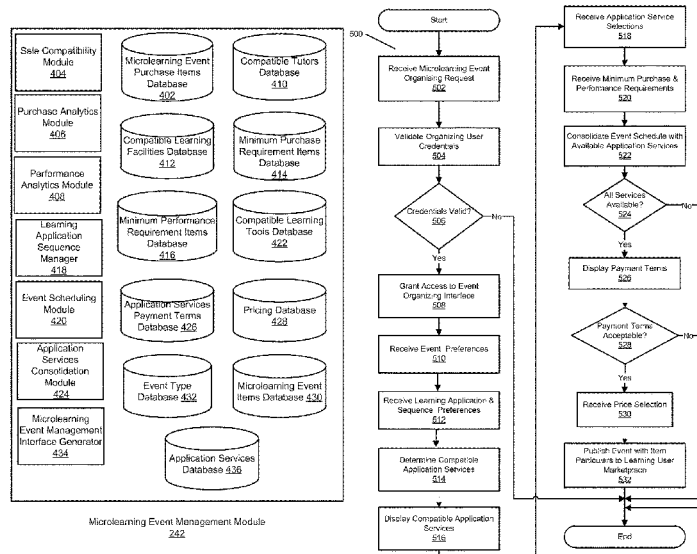 Sale Compatibility
Module
404
Purchase Analytics
Module
406
Performance
Analytics Module
408
Learning
Application
Sequence
Manager
418
Event Scheduling
Module
420
Application
Services
Consolidation
Module
424
Microlearning
Event Management
Interface Generator
434
Microlearning Event
Purchase Items
Database
402
Compatible Tutors
Database
410
Compatible Learning
Facilities Database
412
Minimum Purchase
Requirement Items
Database
414
Minimum Performance
Requirement Items
Database
416
Compatible Learning
Tools Database
422
Application Services
Payment Terms
Database 426
Pricing Database
428
Event Type
Database 432
Microlearning Event
Items Database 430
Application Services
Database 436
Microlearning Event Management Module
242
500
Start
Receive Microlearning Event
Organising Request
502
Validate Organizing User
Credentials
504
Credentials Valid?
506
No
Yes
Grant Access to Event
Organizing Interface
508
Receive Event Preferences
510
Receive Learning Application &
Sequence Preferences
512
Determine Compatible
Application Services
514
Display Compatible Application
Services
516
Receive Application Service
Selections
518
Receive Minimum Purchase &
Performance Requirements
520
Consolidate Event Schedule with
Available Application Services
522
All Services
Available?
524
No
Yes
Display Payment Terms
526
Payment Terms
Acceptable?
528
No
Yes
Receive Price Selection
530
Publish Event with Item
Particulars to Learning User
Marketplace
532
End